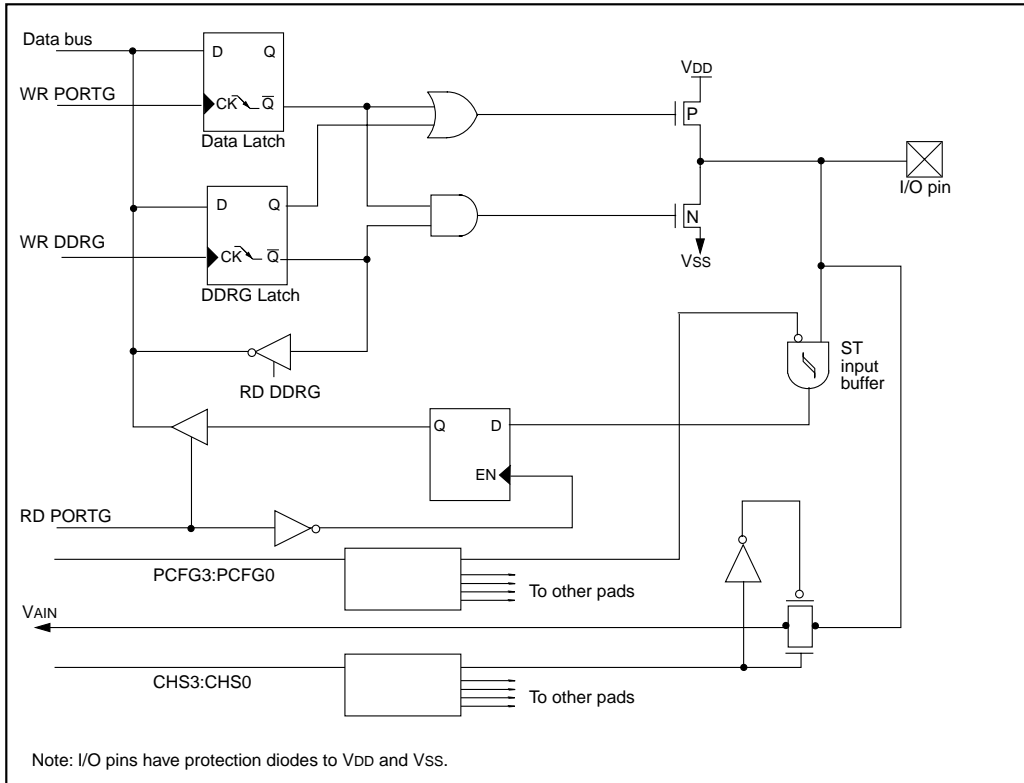 Data bus
D Q
WR PORTG
CK Q
Data Latch
VDD
P
I/O pin
D Q
N
WR DDRG
CK Q
VSS
DDRG Latch
ST
input
buffer
RD DDRG
Q D
EN
RD PORTG
PCFG3:PCFG0
To other pads
VAIN
CHS3:CHS0
To other pads
Note: I/O pins have protection diodes to VDD and VSS.